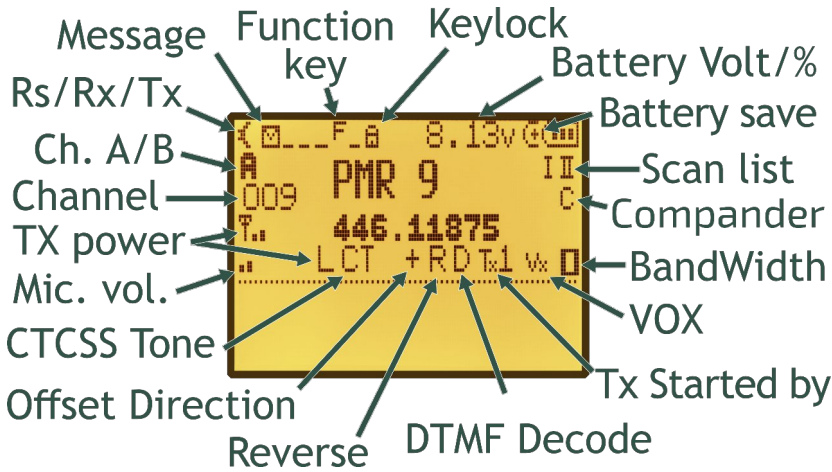 Message
Function
key
Keylock
Rs/Rx/Tx
Battery Volt/%
Battery save
Ch. A/B
Scan list
Channel
Compander
TX power
BandWidth
Mic. vol.
VOX
CTCSS Tone
Tx Started by
Offset Direction
DTMF Decode
Reverse
F 8.13v
A PMR 9 I II
009 C
446.11875
L CT + R D Tx1 Vx